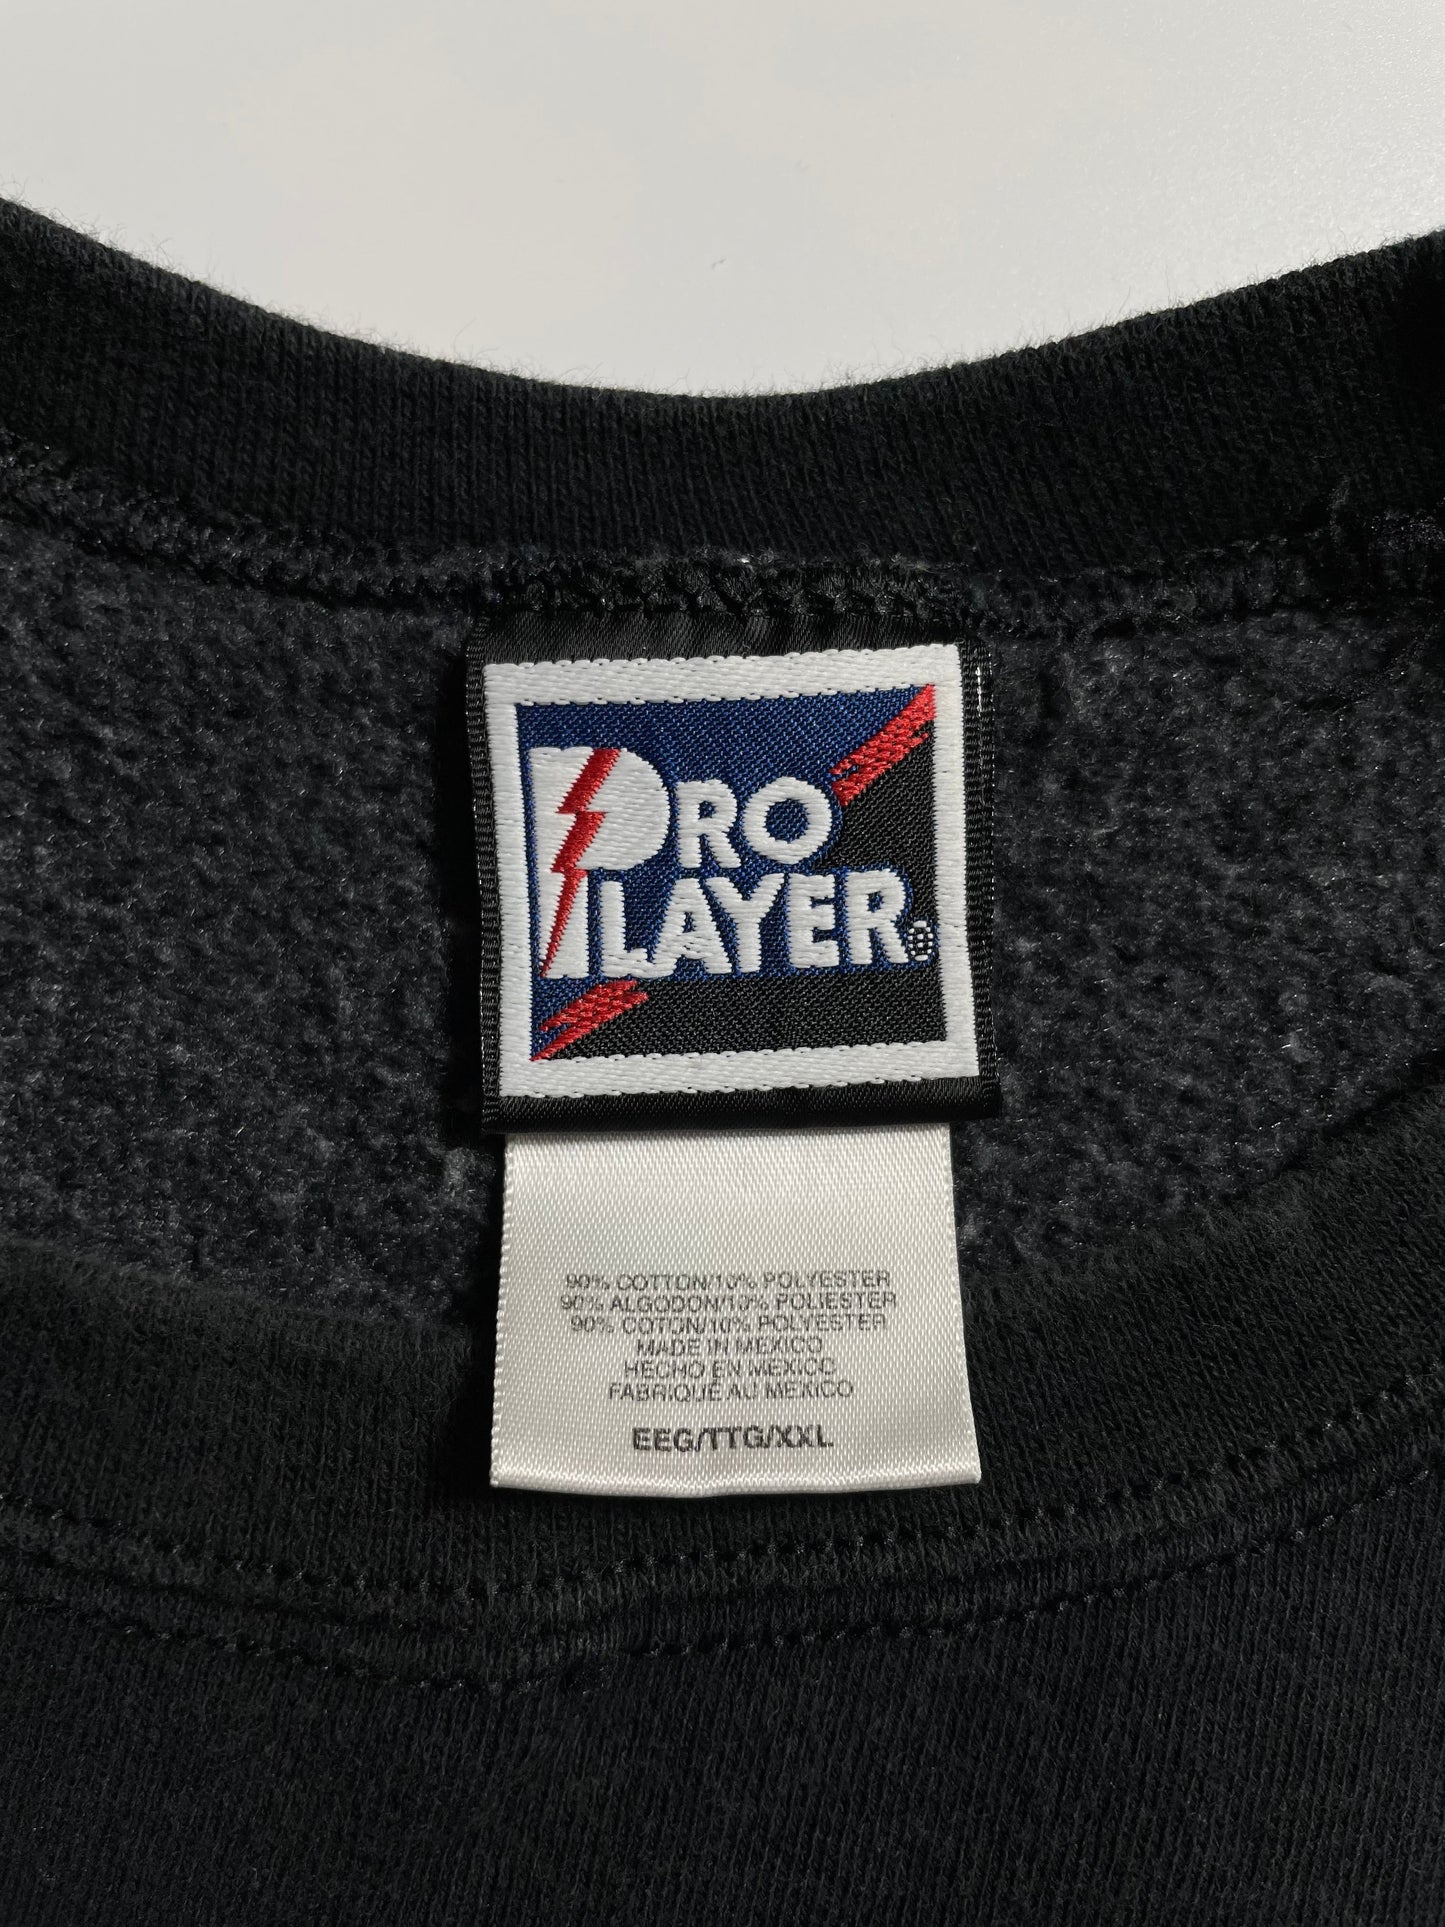 PRO
PLAYER®
90% COTTON/10% POLYESTER
90% ALGODON/10% POLIESTER
90% COTON/10% POLYESTER
MADE IN MEXICO
HECHO EN MEXICO
FABRIQUE AU MEXICO
EEG/TTG/XXL